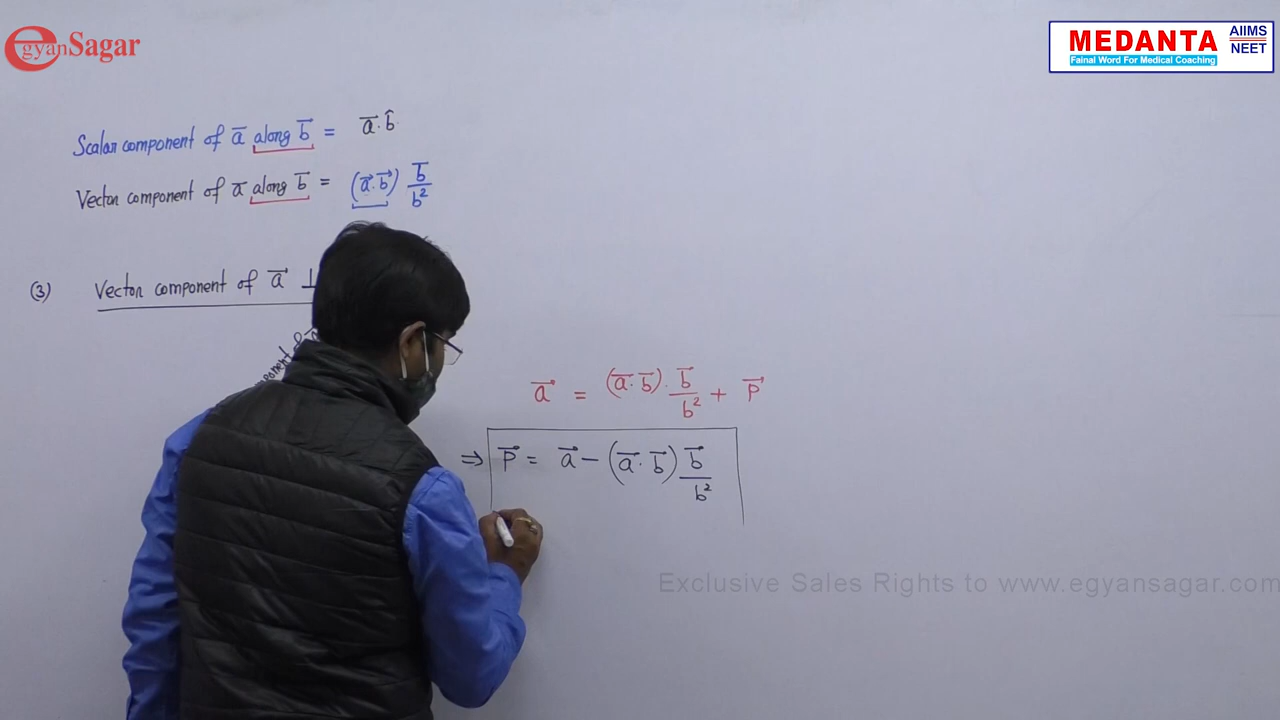 egyanSagar
MEDANTA AIIMS NEET
Fainal Word For Medical Coaching
Scalar component of a⃗ along b⃗ = a⃗·b̂
Vector component of a⃗ along b⃗ = (a⃗·b⃗) b⃗/b²
(3) Vector component of a⃗ ⊥
a⃗ = (a⃗·b⃗)· b⃗/b² + P⃗
⇒ P⃗ = a⃗ − (a⃗·b⃗) b⃗/b²
Exclusive Sales Rights to www.egyansagar.com